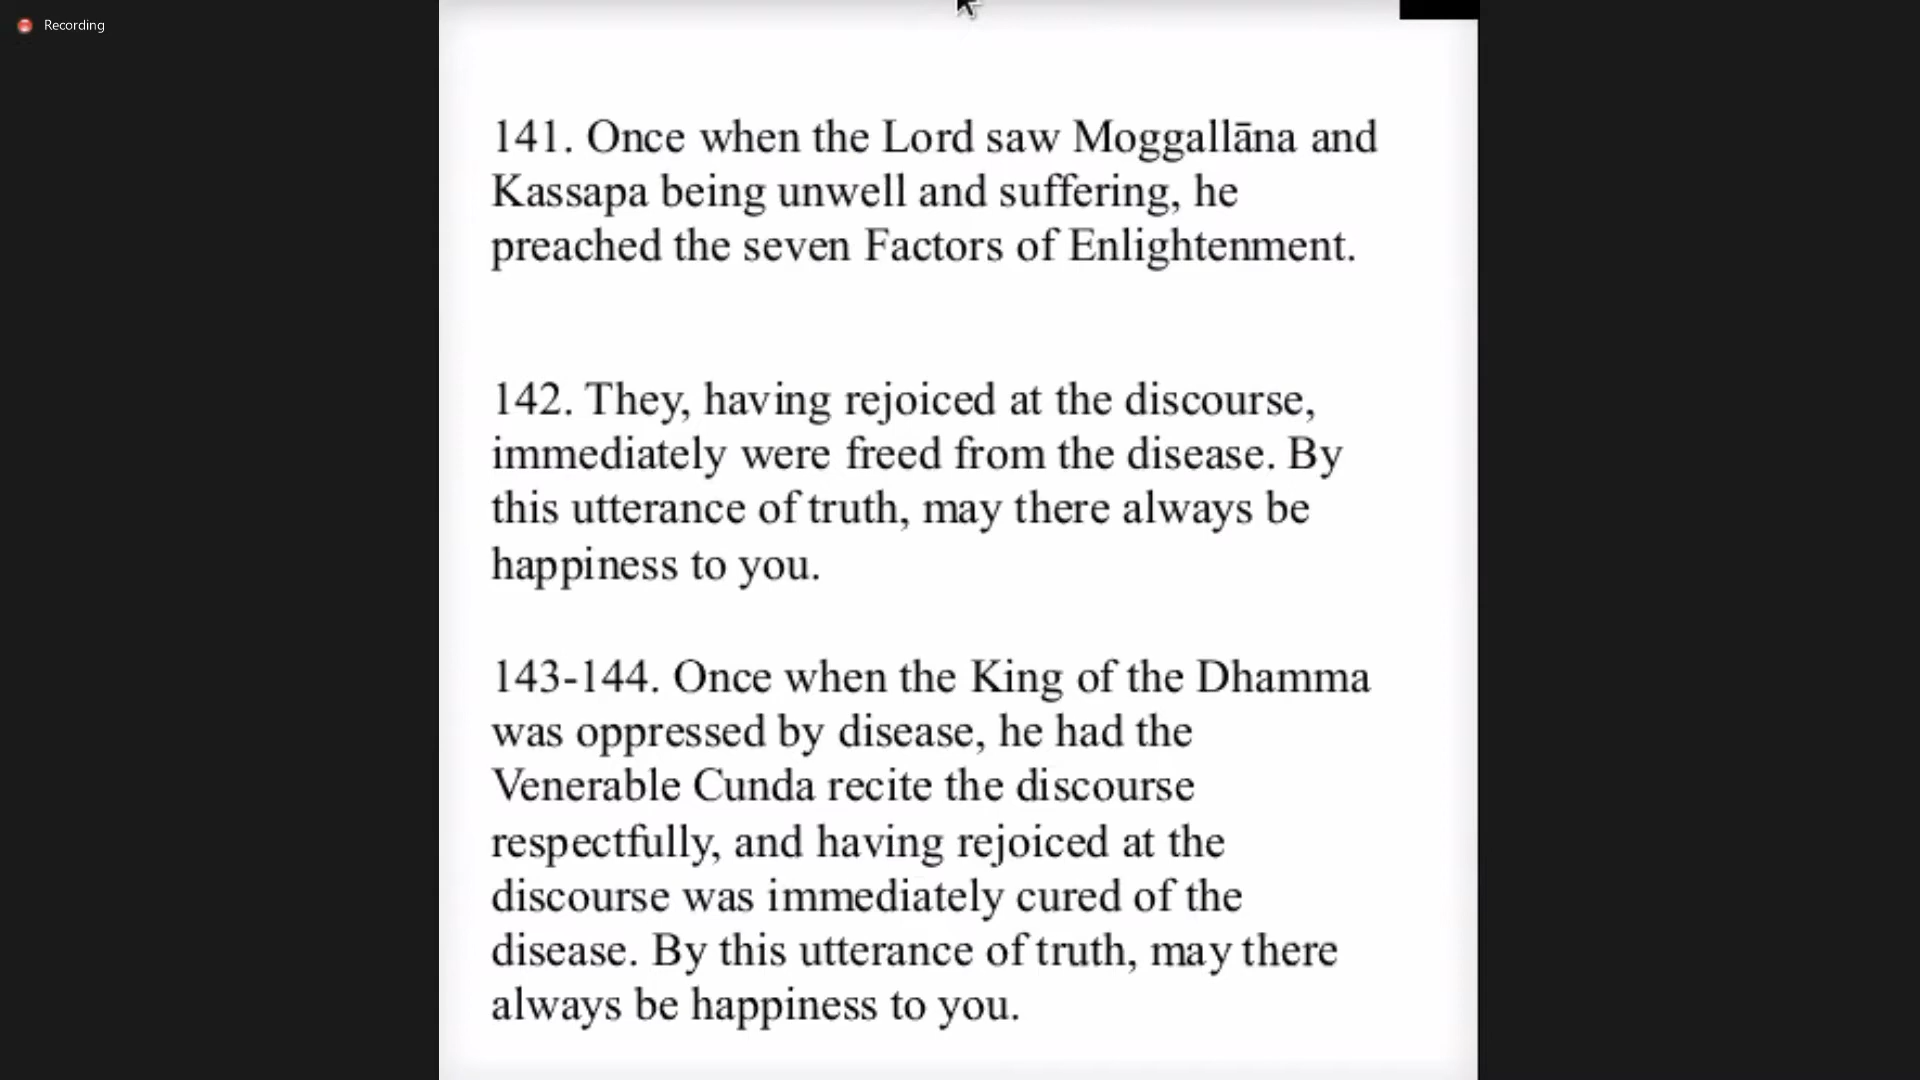 Recording
141. Once when the Lord saw Moggallāna and
Kassapa being unwell and suffering, he
preached the seven Factors of Enlightenment.
142. They, having rejoiced at the discourse,
immediately were freed from the disease. By
this utterance of truth, may there always be
happiness to you.
143-144. Once when the King of the Dhamma
was oppressed by disease, he had the
Venerable Cunda recite the discourse
respectfully, and having rejoiced at the
discourse was immediately cured of the
disease. By this utterance of truth, may there
always be happiness to you.